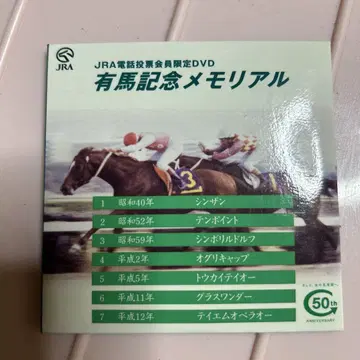 JRA
JRA電話投票会員限定DVD
有馬記念メモリアル
1 昭和40年 シンザン
2 昭和52年 テンポイント
3 昭和59年 シンボリルドルフ
4 平成2年 オグリキャップ
5 平成5年 トウカイテイオー
6 平成11年 グラスワンダー
7 平成12年 テイエムオペラオー
50th
ANNIVERSARY